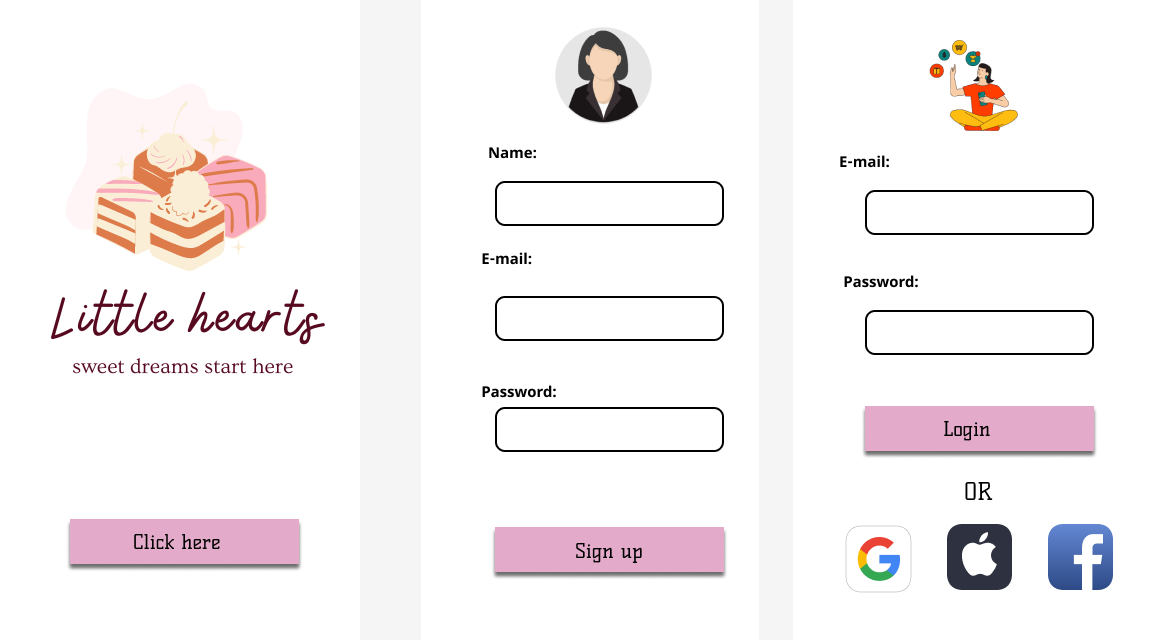 Little hearts
sweet dreams start here
Click here
Name:
E-mail:
Password:
Sign up
E-mail:
Password:
Login
OR